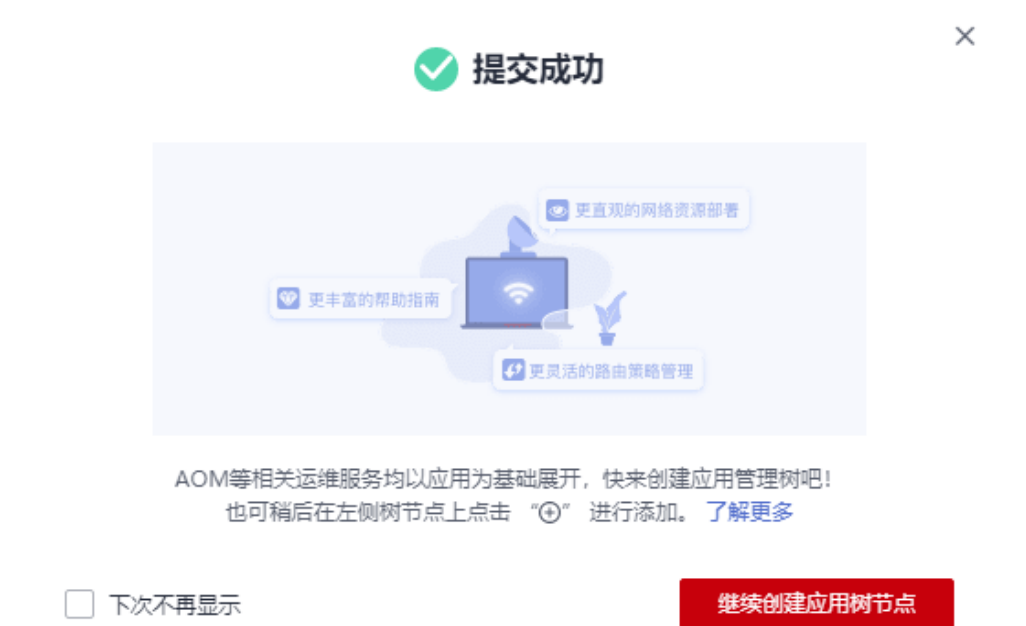 提交成功
更直观的网络资源部署
更丰富的帮助指南
更灵活的路由策略管理
AOM等相关运维服务均以应用为基础展开，快来创建应用管理树吧！
也可稍后在左侧树节点上点击 “⊕” 进行添加。 了解更多
下次不再显示
继续创建应用树节点